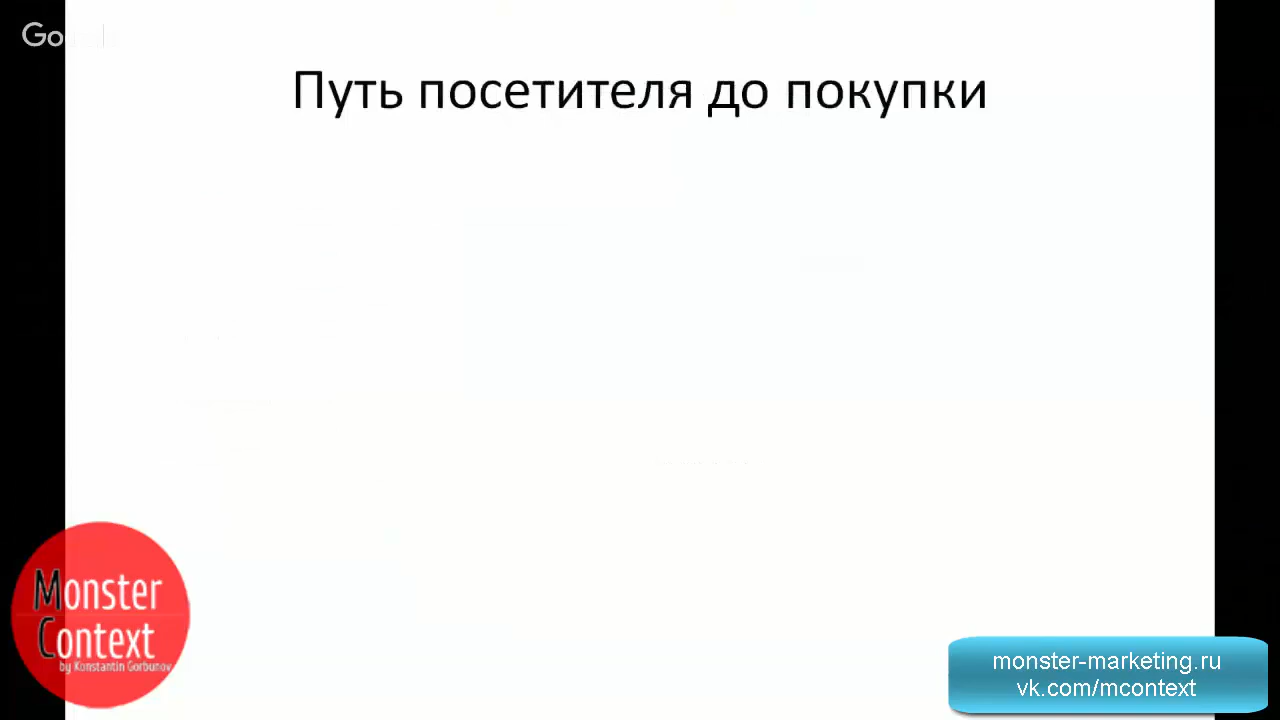 Путь посетителя до покупки
Monster
Context
by Konstantin Gorbunov
monster-marketing.ru
vk.com/mcontext